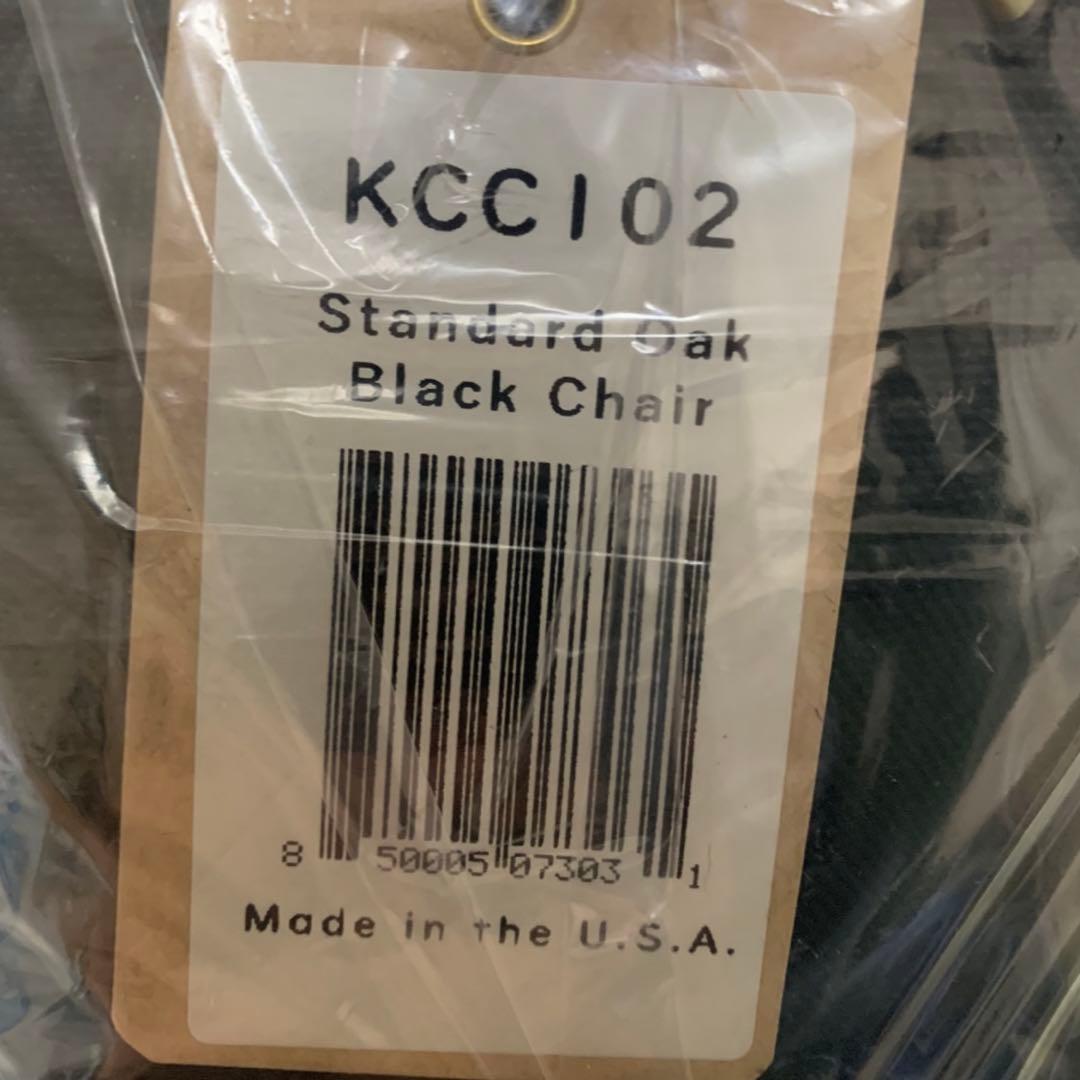 KCC102
Standard Oak
Black Chair
8 50005 07303 1
Made in the U.S.A.